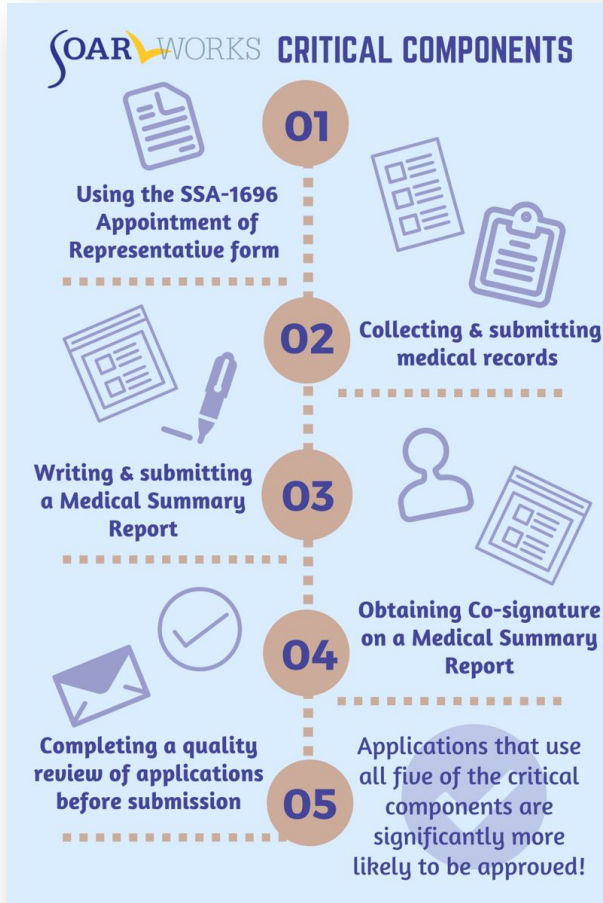 SOAR WORKS CRITICAL COMPONENTS
01
Using the SSA-1696
Appointment of
Representative form
02
Collecting & submitting
medical records
03
Writing & submitting
a Medical Summary
Report
04
Obtaining Co-signature
on a Medical Summary
Report
05
Completing a quality
review of applications
before submission
Applications that use
all five of the critical
components are
significantly more
likely to be approved!